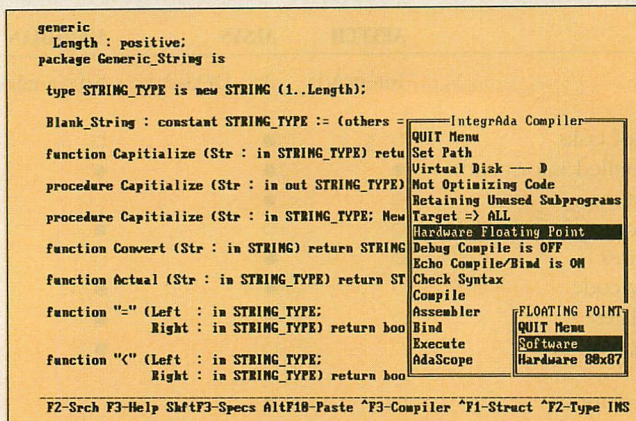 generic
Length : positive;
package Generic_String is
type STRING_TYPE is new STRING (1..Length);
Blank_String : constant STRING_TYPE := (others =
function Capitialize (Str : in STRING_TYPE) retu
procedure Capitialize (Str : in out STRING_TYPE)
procedure Capitialize (Str : in STRING_TYPE; New
function Convert (Str : in STRING) return STRING
function Actual (Str : in STRING_TYPE) return ST
function "=" (Left : in STRING_TYPE;
Right : in STRING_TYPE) return boo
function "<" (Left : in STRING_TYPE;
Right : in STRING_TYPE) return boo
IntegrAda Compiler
QUIT Menu
Set Path
Virtual Disk --- D
Not Optimizing Code
Retaining Unused Subprograms
Target => ALL
Hardware Floating Point
Debug Compile is OFF
Echo Compile/Bind is ON
Check Syntax
Compile
Assembler
Bind
Execute
AdaScope
FLOATING POINT
QUIT Menu
Software
Hardware 80x87
F2-Srch F3-Help ShftF3-Specs AltF10-Paste ^F3-Compiler ^F1-Struct ^F2-Type INS